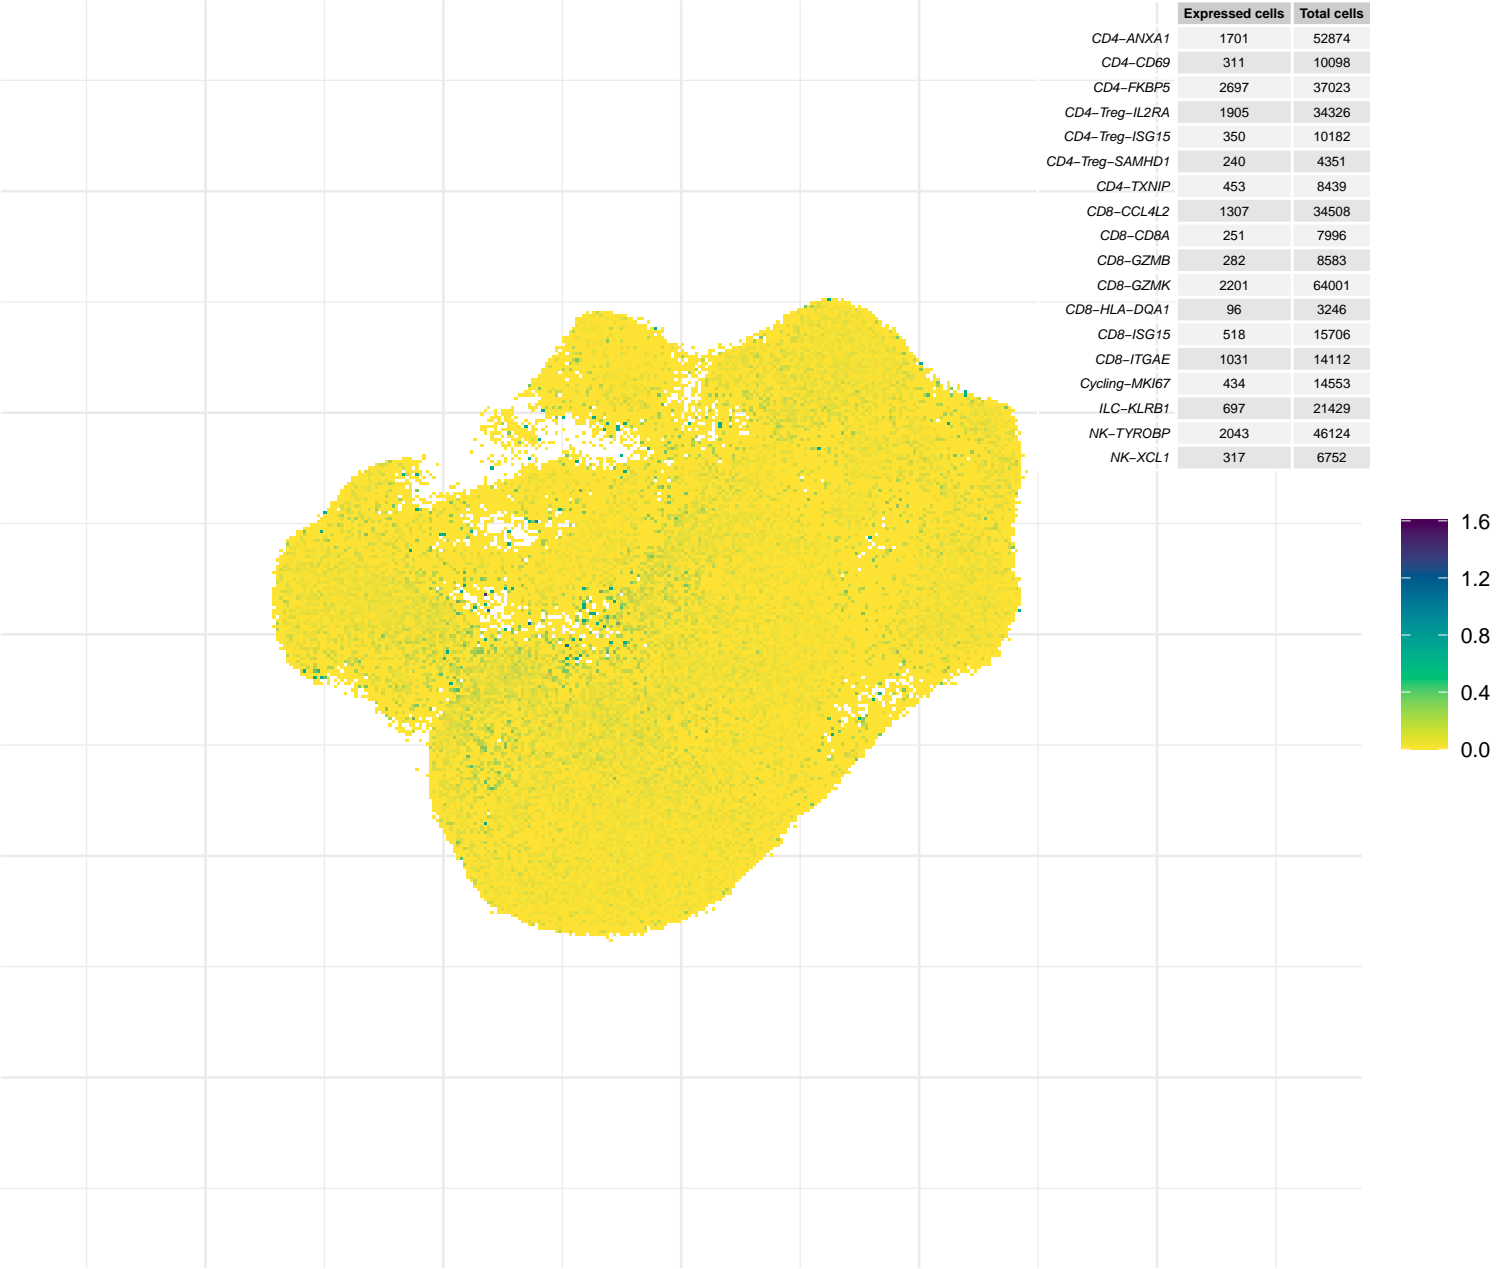 Expressed cells Total cells
CD4−ANXA1 1701 52874
CD4−CD69 311 10098
CD4−FKBP5 2697 37023
CD4−Treg−IL2RA 1905 34326
CD4−Treg−ISG15 350 10182
CD4−Treg−SAMHD1 240 4351
CD4−TXNIP 453 8439
CD8−CCL4L2 1307 34508
CD8−CD8A 251 7996
CD8−GZMB 282 8583
CD8−GZMK 2201 64001
CD8−HLA−DQA1 96 3246
CD8−ISG15 518 15706
CD8−ITGAE 1031 14112
Cycling−MKI67 434 14553
ILC−KLRB1 697 21429
NK−TYROBP 2043 46124
NK−XCL1 317 6752
1.6
1.2
0.8
0.4
0.0